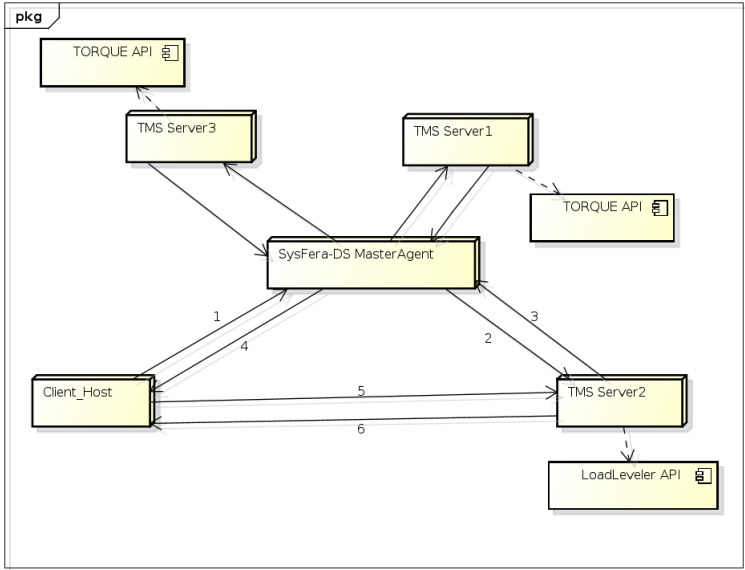 pkg
TORQUE API
TMS Server3
TMS Server1
TORQUE API
SysFera-DS MasterAgent
1
4
3
2
Client_Host
5
TMS Server2
6
LoadLeveler API